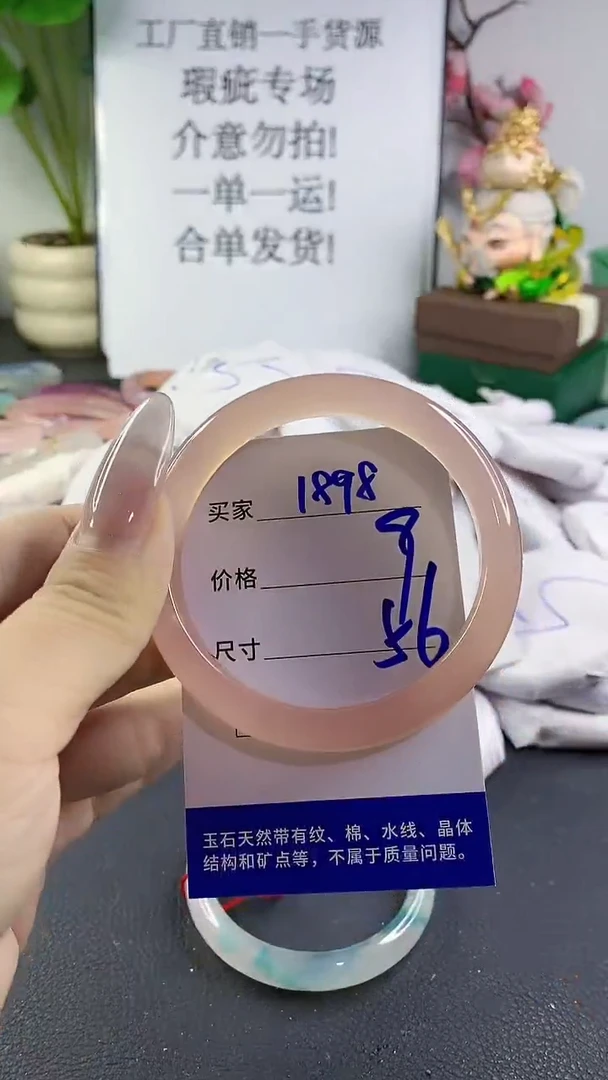 工厂直销一手货源
瑕疵专场
介意勿拍!
一单一运!
合单发货!
买家 1898
价格
尺寸 56
玉石天然带有纹、棉、水线、晶体
结构和矿点等，不属于质量问题。